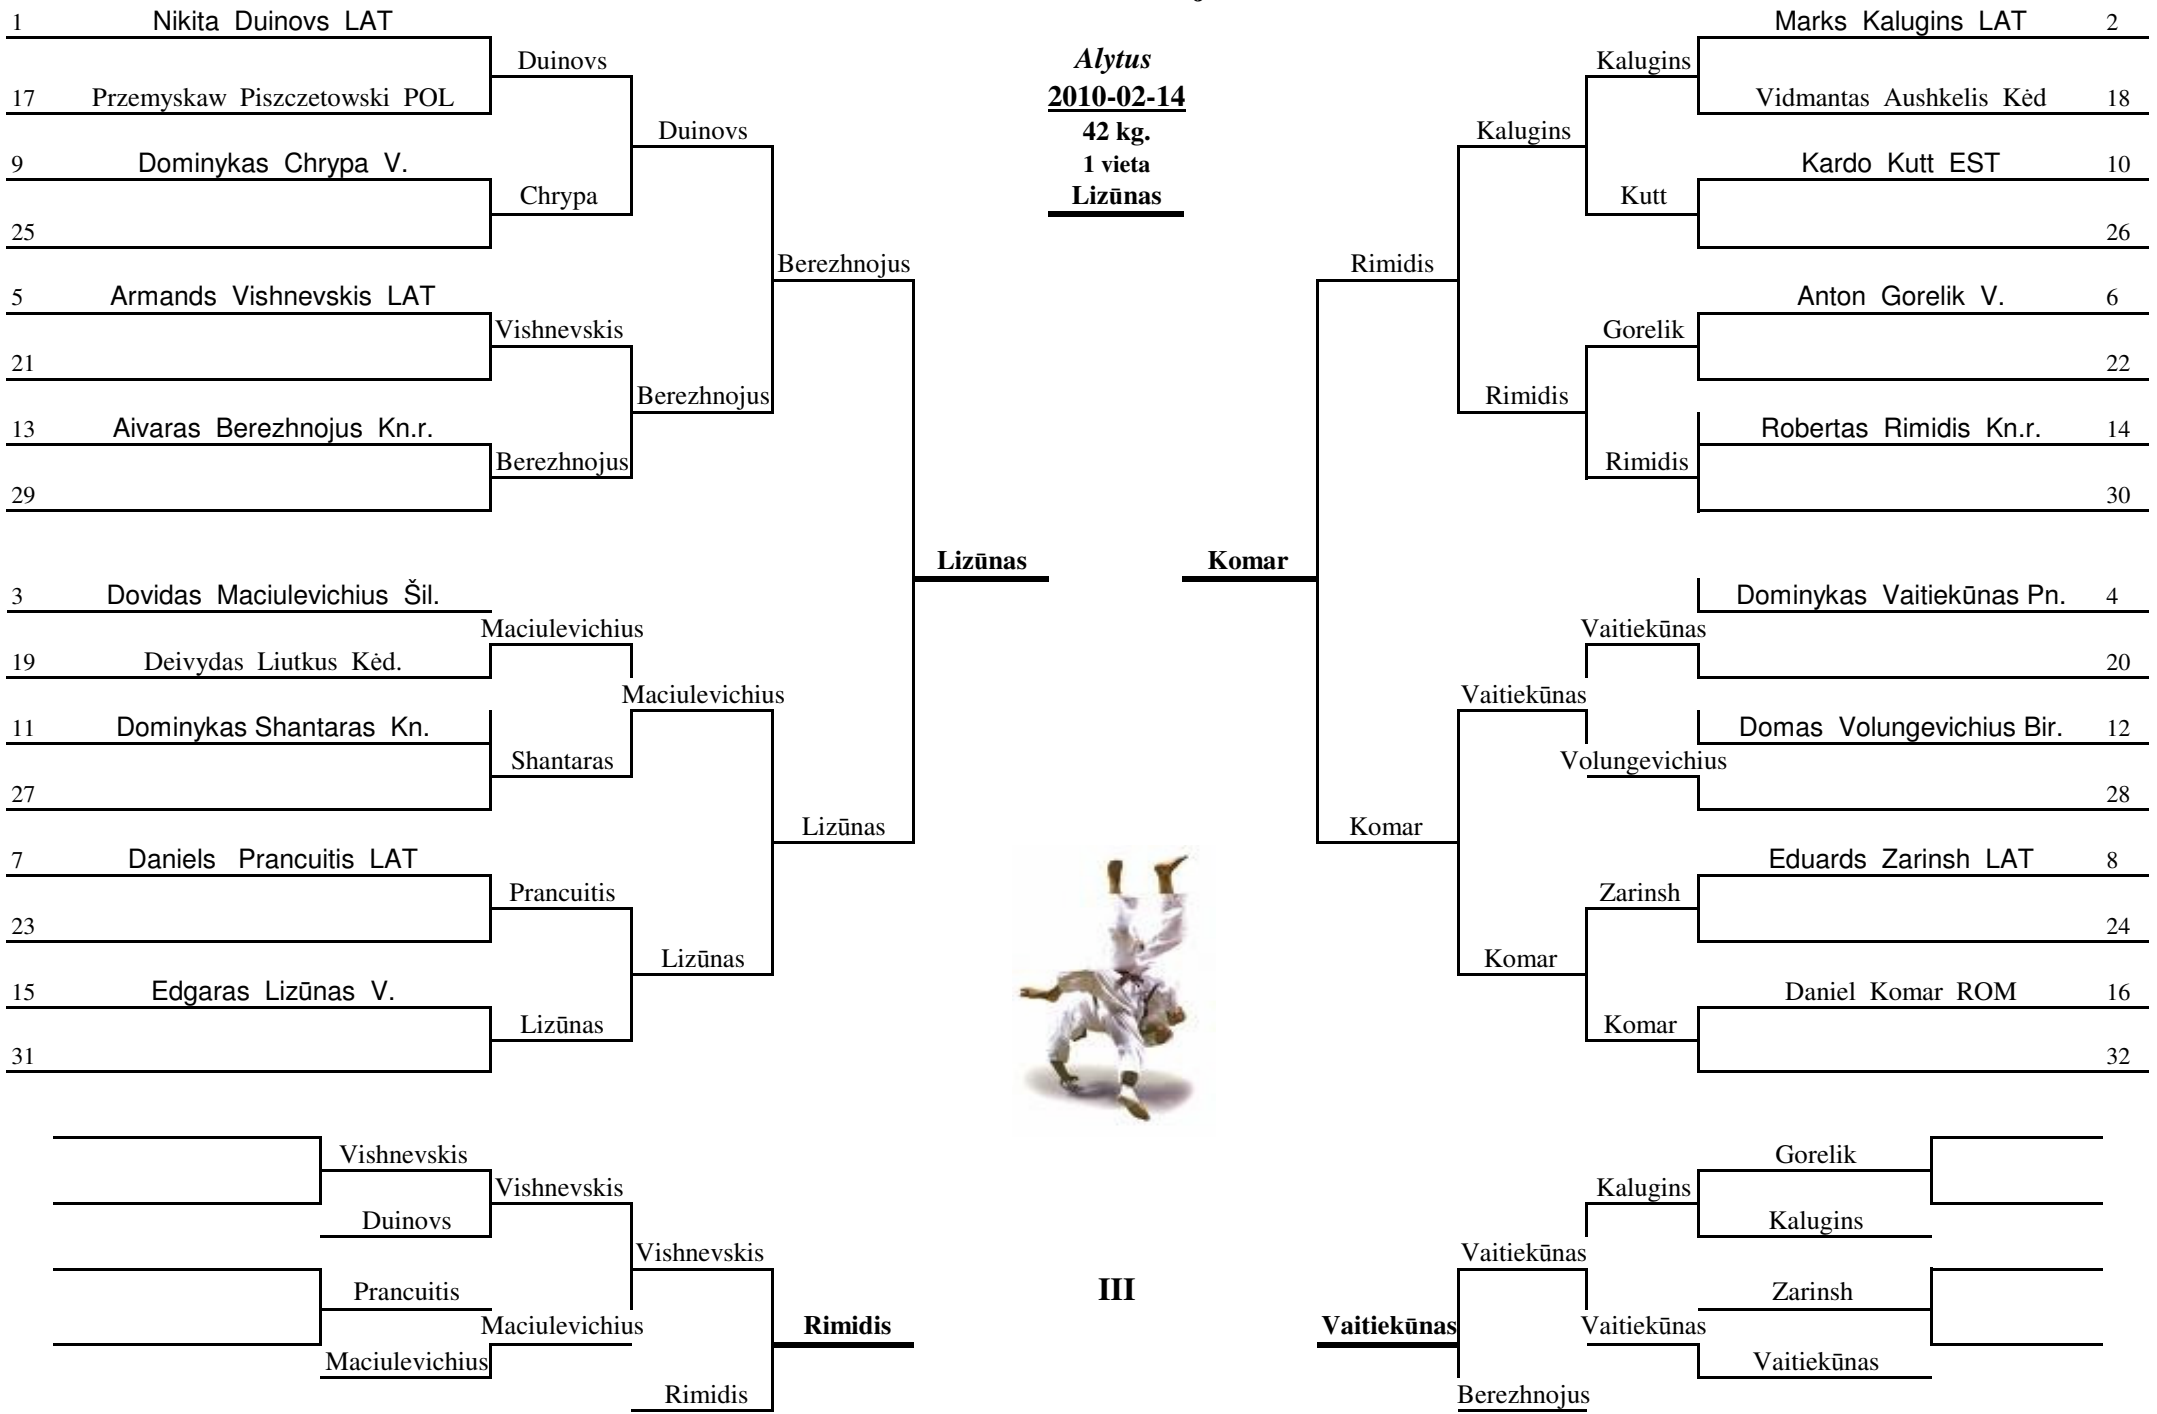 1 Nikita Duinovs LAT
17 Przemyskaw Piszczetowski POL
9 Dominykas Chrypa V.
25
5 Armands Vishnevskis LAT
21
13 Aivaras Berezhnojus Kn.r.
29
3 Dovidas Maciulevichius Šil.
19 Deivydas Liutkus Kėd.
11 Dominykas Shantaras Kn.
27
7 Daniels Prancuitis LAT
23
15 Edgaras Lizūnas V.
31
Duinovs
Chrypa
Vishnevskis
Berezhnojus
Maciulevichius
Shantaras
Prancuitis
Lizūnas
Duinovs
Berezhnojus
Maciulevichius
Lizūnas
Berezhnojus
Lizūnas
Lizūnas
Alytus
2010-02-14
42 kg.
1 vieta
Lizūnas
Komar
Rimidis
Komar
Kalugins
Rimidis
Vaitiekūnas
Komar
Kalugins
Kutt
Gorelik
Rimidis
Vaitiekūnas
Volungevichius
Zarinsh
Komar
Marks Kalugins LAT 2
Vidmantas Aushkelis Kėd 18
Kardo Kutt EST 10
26
Anton Gorelik V. 6
22
Robertas Rimidis Kn.r. 14
30
Dominykas Vaitiekūnas Pn. 4
20
Domas Volungevichius Bir. 12
28
Eduards Zarinsh LAT 8
24
Daniel Komar ROM 16
32
Vishnevskis
Duinovs
Prancuitis
Maciulevichius
Vishnevskis
Maciulevichius
Vishnevskis
Rimidis
Rimidis
III
Vaitiekūnas
Vaitiekūnas
Berezhnojus
Kalugins
Vaitiekūnas
Gorelik
Kalugins
Zarinsh
Vaitiekūnas